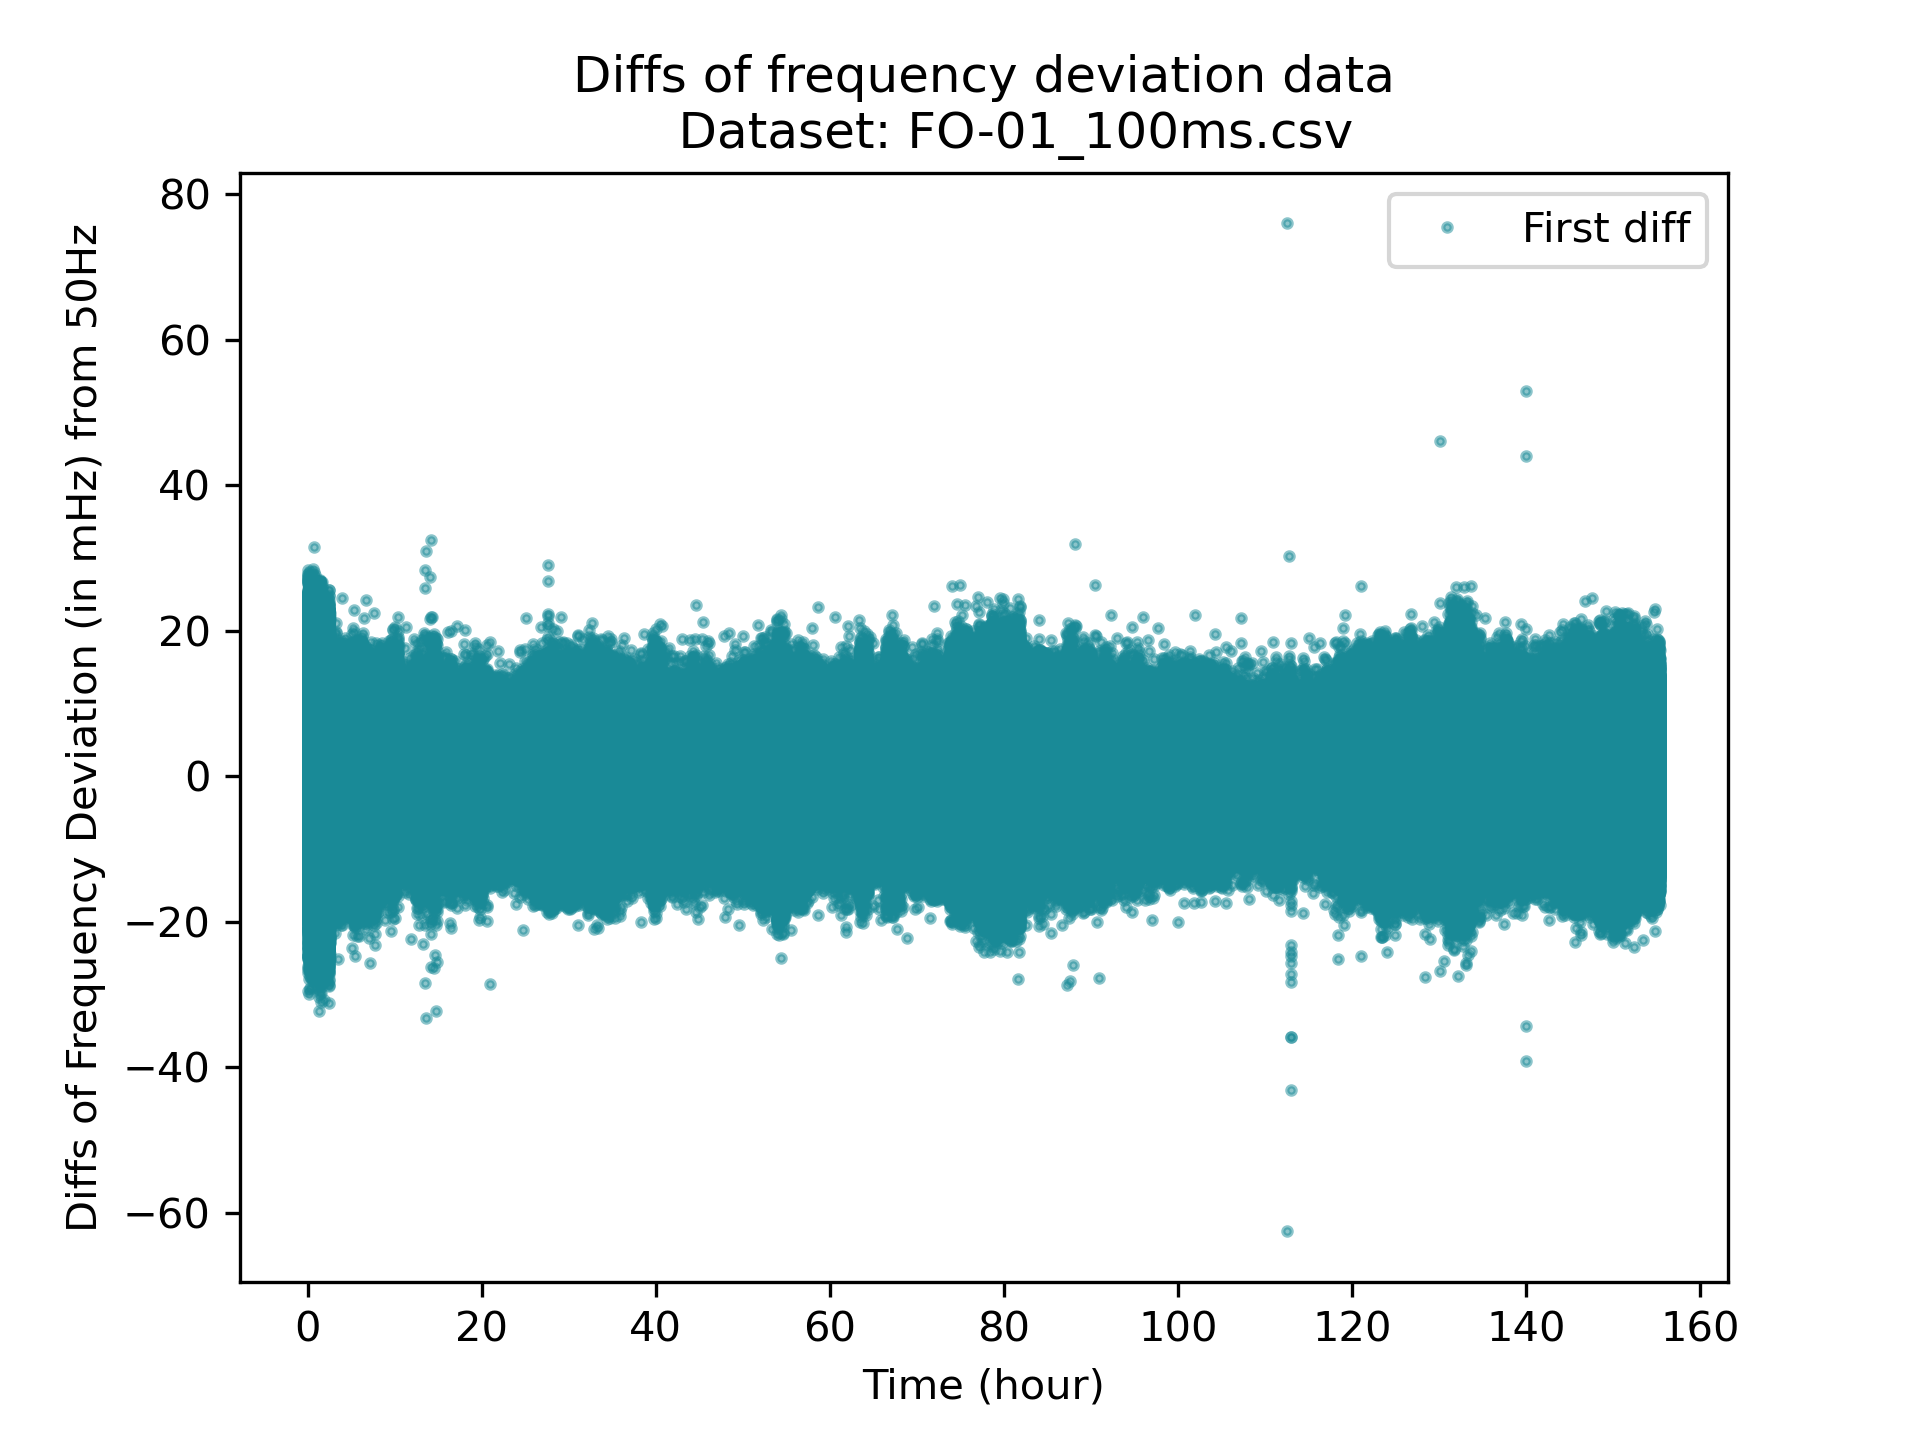 Diffs of frequency deviation data
Dataset: FO-01_100ms.csv
First diff
Diffs of Frequency Deviation (in mHz) from 50Hz
80
60
40
20
0
−20
−40
−60
0 20 40 60 80 100 120 140 160
Time (hour)